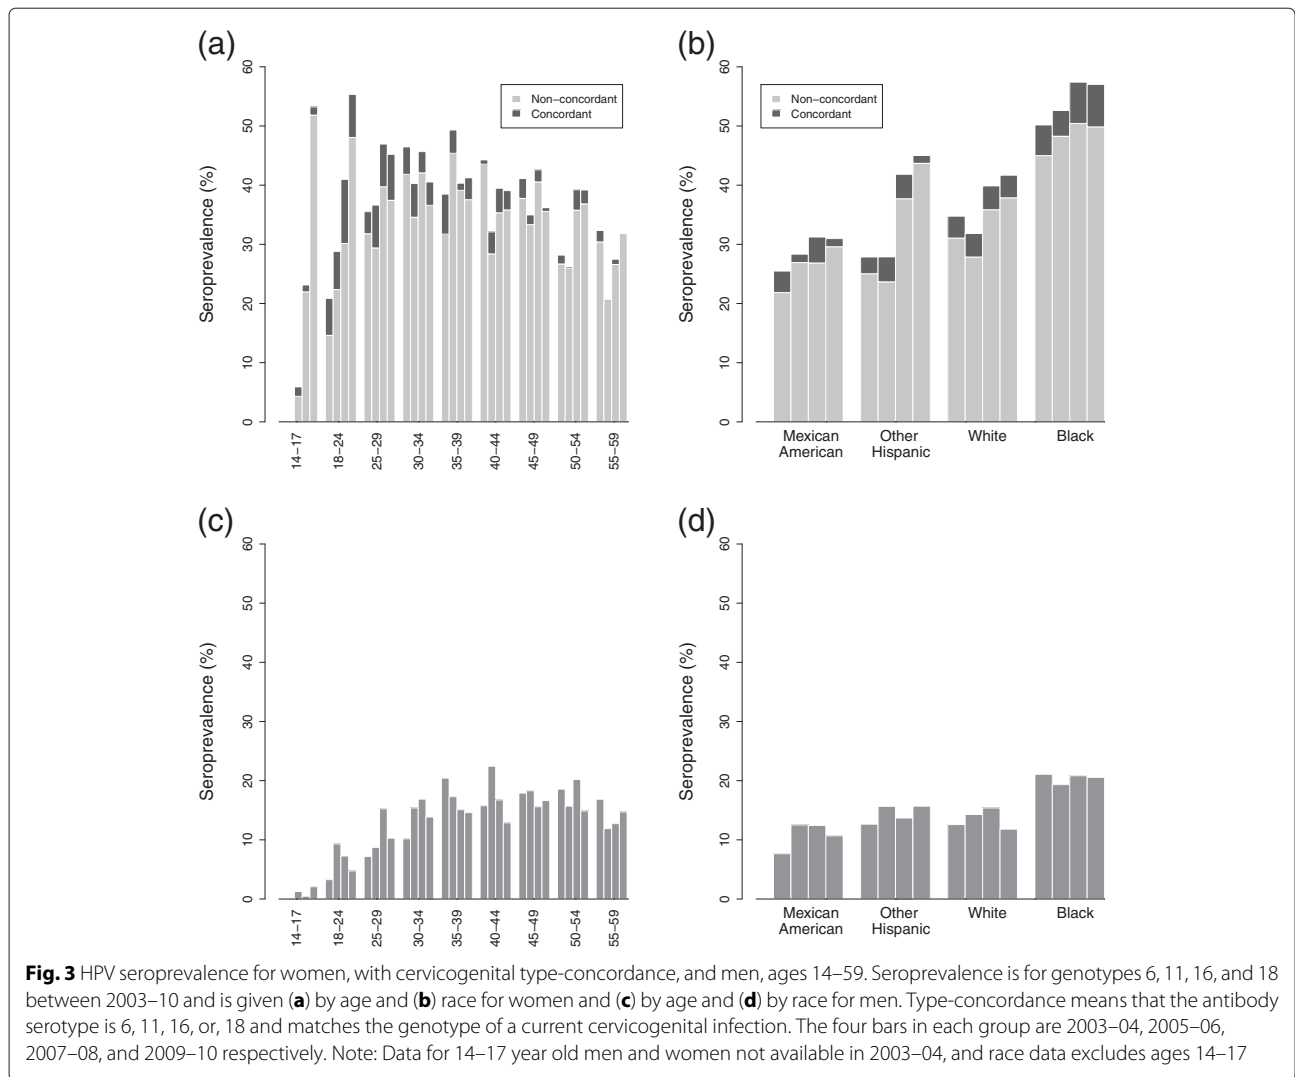 (a)
Seroprevalence (%)
60
50
40
30
20
10
0
Non−concordant
Concordant
14−17
18−24
25−29
30−34
35−39
40−44
45−49
50−54
55−59
(b)
Seroprevalence (%)
60
50
40
30
20
10
0
Non−concordant
Concordant
Mexican
American
Other
Hispanic
White
Black
(c)
Seroprevalence (%)
60
50
40
30
20
10
0
14−17
18−24
25−29
30−34
35−39
40−44
45−49
50−54
55−59
(d)
Seroprevalence (%)
60
50
40
30
20
10
0
Mexican
American
Other
Hispanic
White
Black
Fig. 3 HPV seroprevalence for women, with cervicogenital type-concordance, and men, ages 14–59. Seroprevalence is for genotypes 6, 11, 16, and 18
between 2003–10 and is given (a) by age and (b) race for women and (c) by age and (d) by race for men. Type-concordance means that the antibody
serotype is 6, 11, 16, or, 18 and matches the genotype of a current cervicogenital infection. The four bars in each group are 2003–04, 2005–06,
2007–08, and 2009–10 respectively. Note: Data for 14–17 year old men and women not available in 2003–04, and race data excludes ages 14–17